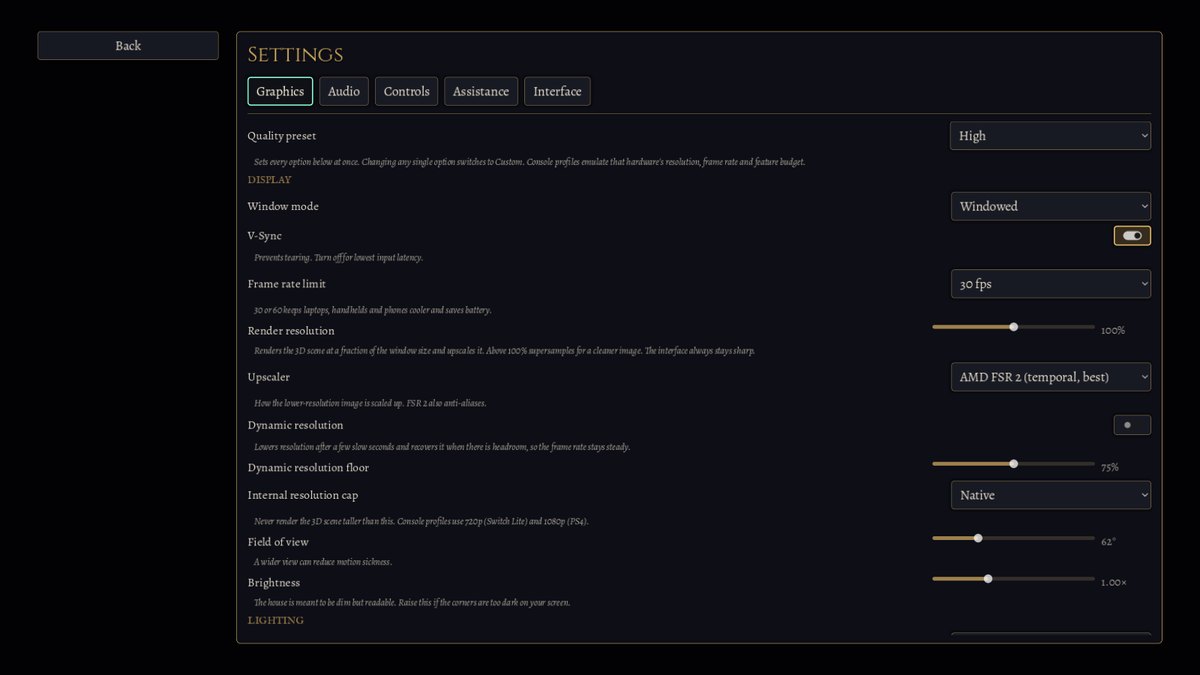 Back
SETTINGS
Graphics Audio Controls Assistance Interface
Quality preset High
Sets every option below at once. Changing any single option switches to Custom. Console profiles emulate that hardware's resolution, frame rate and feature budget.
DISPLAY
Window mode Windowed
V-Sync
Prevents tearing. Turn off for lowest input latency.
Frame rate limit 30 fps
30 or 60 keeps laptops, handhelds and phones cooler and saves battery.
Render resolution 100%
Renders the 3D scene at a fraction of the window size and upscales it. Above 100% supersamples for a cleaner image. The interface always stays sharp.
Upscaler AMD FSR 2 (temporal, best)
How the lower-resolution image is scaled up. FSR 2 also anti-aliases.
Dynamic resolution
Lowers resolution after a few slow seconds and recovers it when there is headroom, so the frame rate stays steady.
Dynamic resolution floor 75%
Internal resolution cap Native
Never render the 3D scene taller than this. Console profiles use 720p (Switch Lite) and 1080p (PS4).
Field of view 62°
A wider view can reduce motion sickness.
Brightness 1.00×
The house is meant to be dim but readable. Raise this if the corners are too dark on your screen.
LIGHTING